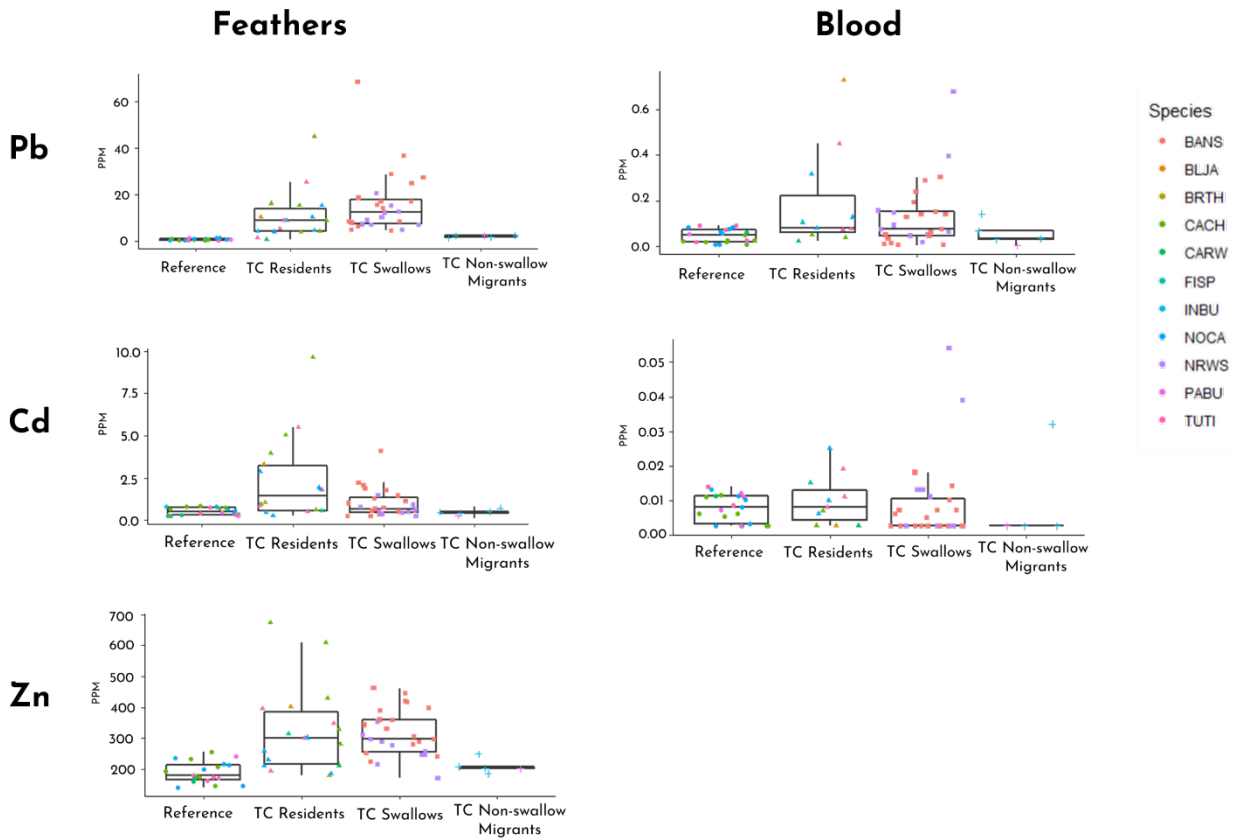 Feathers
Blood
Pb
PPM
60
40
20
0
Reference
TC Residents
TC Swallows
TC Non-swallow
Migrants
PPM
0.6
0.4
0.2
0.0
Reference
TC Residents
TC Swallows
TC Non-swallow
Migrants
Species
BANS
BLJA
BRTH
CACH
CARW
FISP
INBU
NOCA
NRWS
PABU
TUTI
Cd
PPM
10.0
7.5
5.0
2.5
0.0
Reference
TC Residents
TC Swallows
TC Non-swallow
Migrants
PPM
0.05
0.04
0.03
0.02
0.01
0.00
Reference
TC Residents
TC Swallows
TC Non-swallow
Migrants
Zn
PPM
700
600
500
400
300
200
Reference
TC Residents
TC Swallows
TC Non-swallow
Migrants